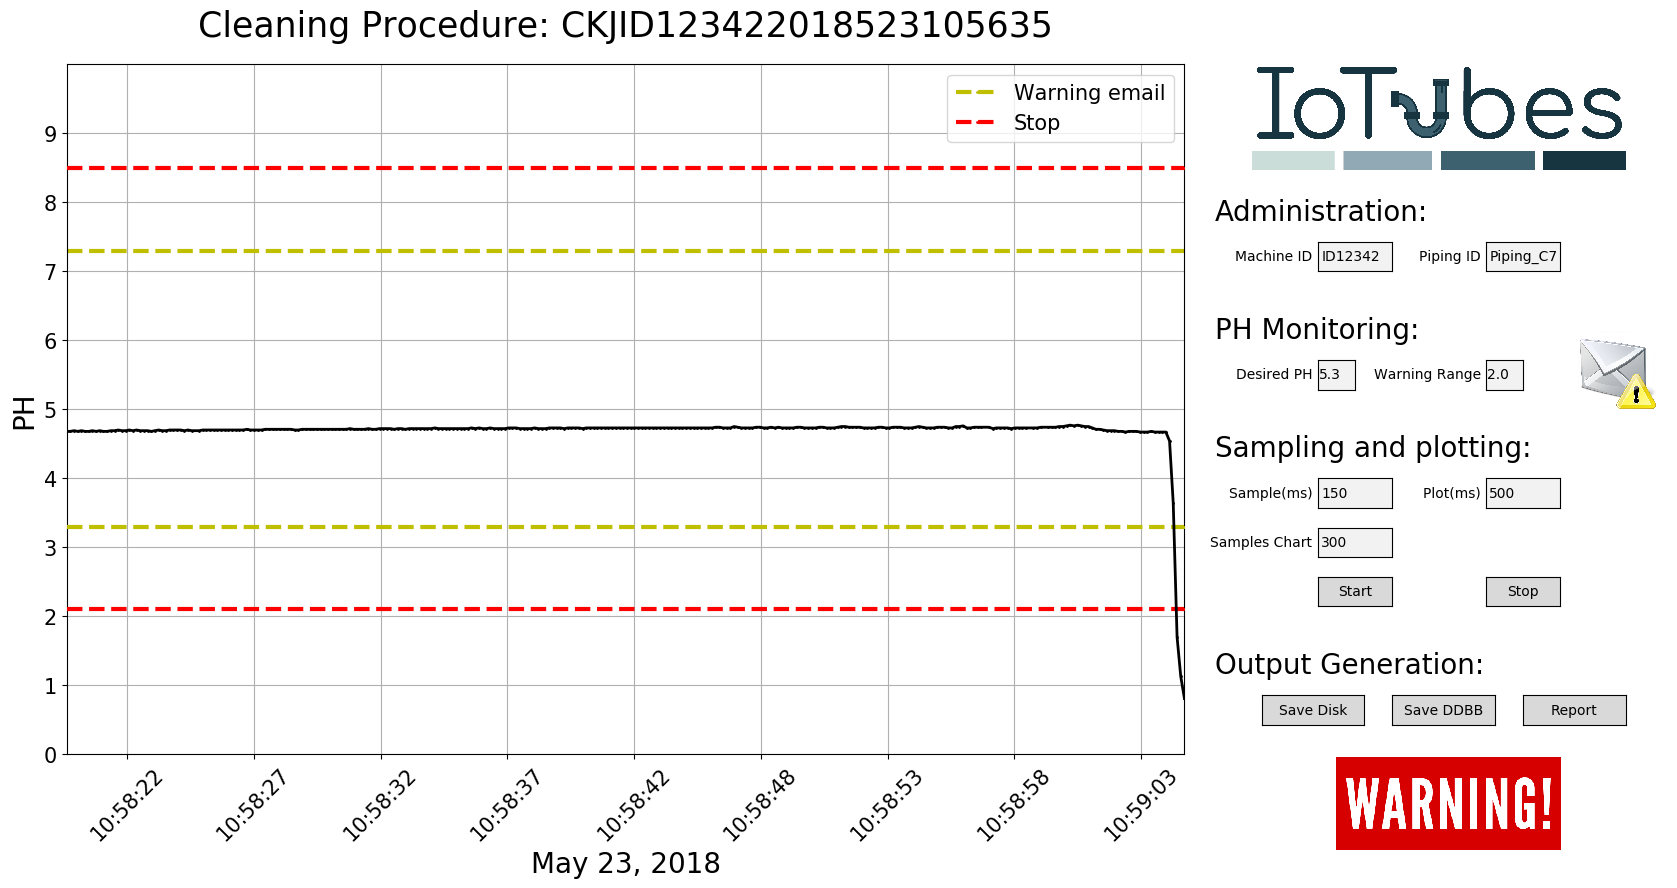 Cleaning Procedure: CKJID123422018523105635
Warning email
Stop
9
8
7
6
5
4
3
2
1
0
PH
10:58:22
10:58:27
10:58:32
10:58:37
10:58:42
10:58:48
10:58:53
10:58:58
10:59:03
May 23, 2018
IoTubes
Administration:
Machine ID ID12342 Piping ID Piping_C7
PH Monitoring:
Desired PH 5.3 Warning Range 2.0
Sampling and plotting:
Sample(ms) 150 Plot(ms) 500
Samples Chart 300
Start Stop
Output Generation:
Save Disk Save DDBB Report
WARNING!